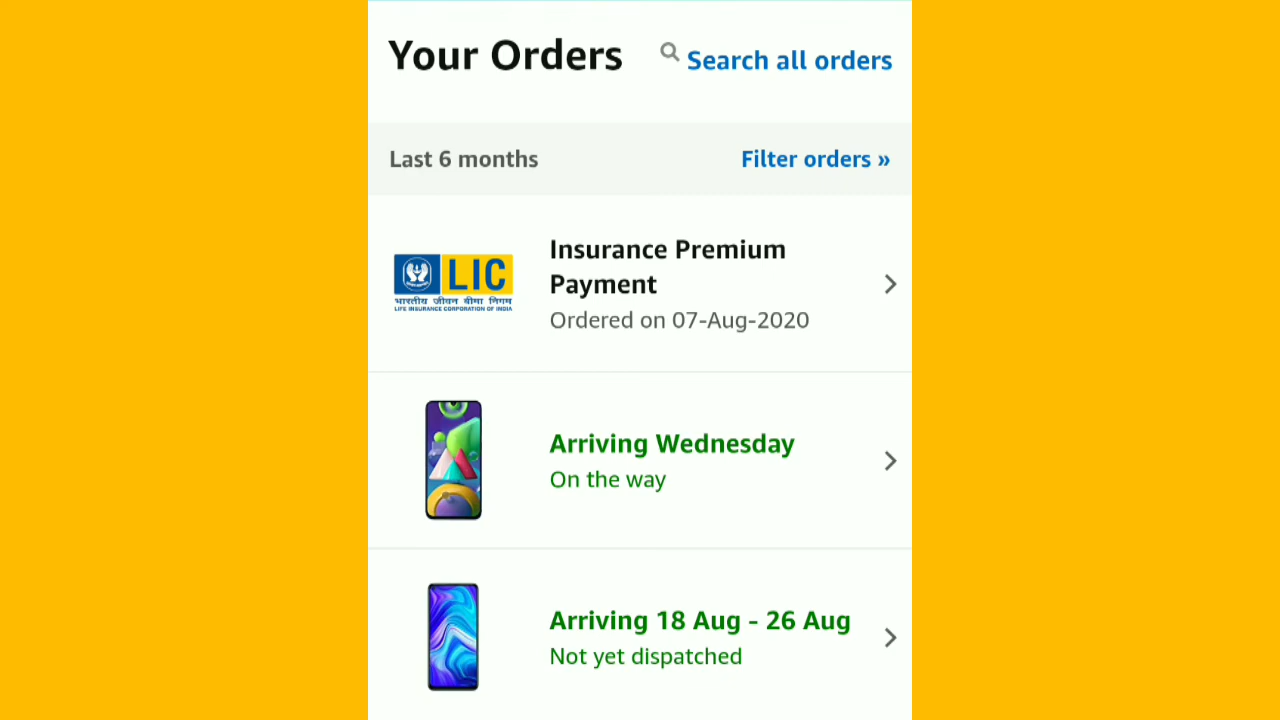 Your Orders
Search all orders
Last 6 months
Filter orders »
LIC
भारतीय जीवन बीमा निगम
LIFE INSURANCE CORPORATION OF INDIA
Insurance Premium
Payment
Ordered on 07-Aug-2020
Arriving Wednesday
On the way
Arriving 18 Aug - 26 Aug
Not yet dispatched